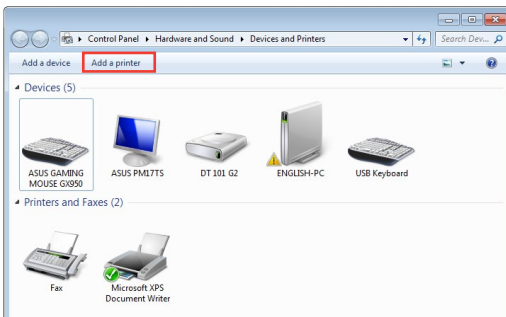 Control Panel ▸ Hardware and Sound ▸ Devices and Printers
Search Dev...
Add a device
Add a printer
Devices (5)
ASUS GAMING
MOUSE GX950
ASUS PM17TS
DT 101 G2
ENGLISH-PC
USB Keyboard
Printers and Faxes (2)
Fax
Microsoft XPS
Document Writer